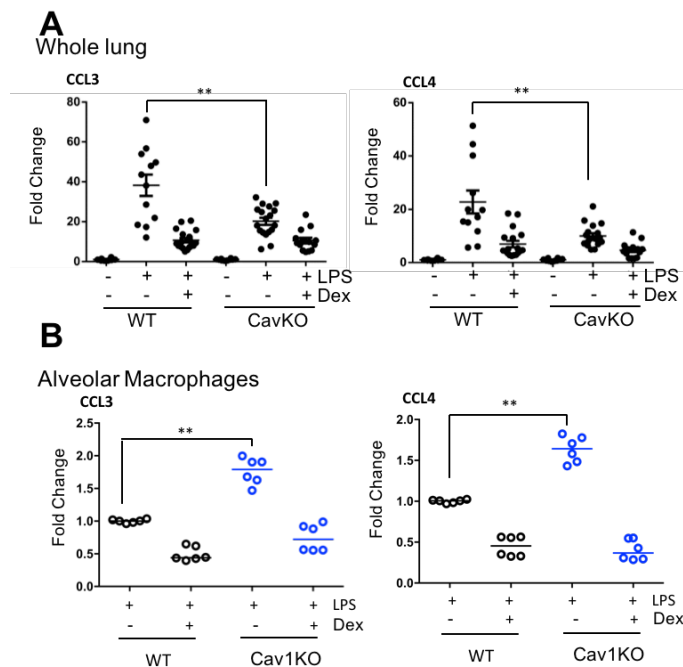 A
Whole lung
CCL3
**
Fold Change
80
60
40
20
0
- + + - + + LPS
- - + - - + Dex
WT CavKO
CCL4
**
Fold Change
60
40
20
0
- + + - + + LPS
- - + - - + Dex
WT CavKO
B
Alveolar Macrophages
CCL3
**
Fold Change
2.5
2.0
1.5
1.0
0.5
0.0
+ + + + LPS
- + - + Dex
WT Cav1KO
CCL4
**
Fold Change
2.0
1.5
1.0
0.5
0.0
+ + + + LPS
- + - + Dex
WT Cav1KO